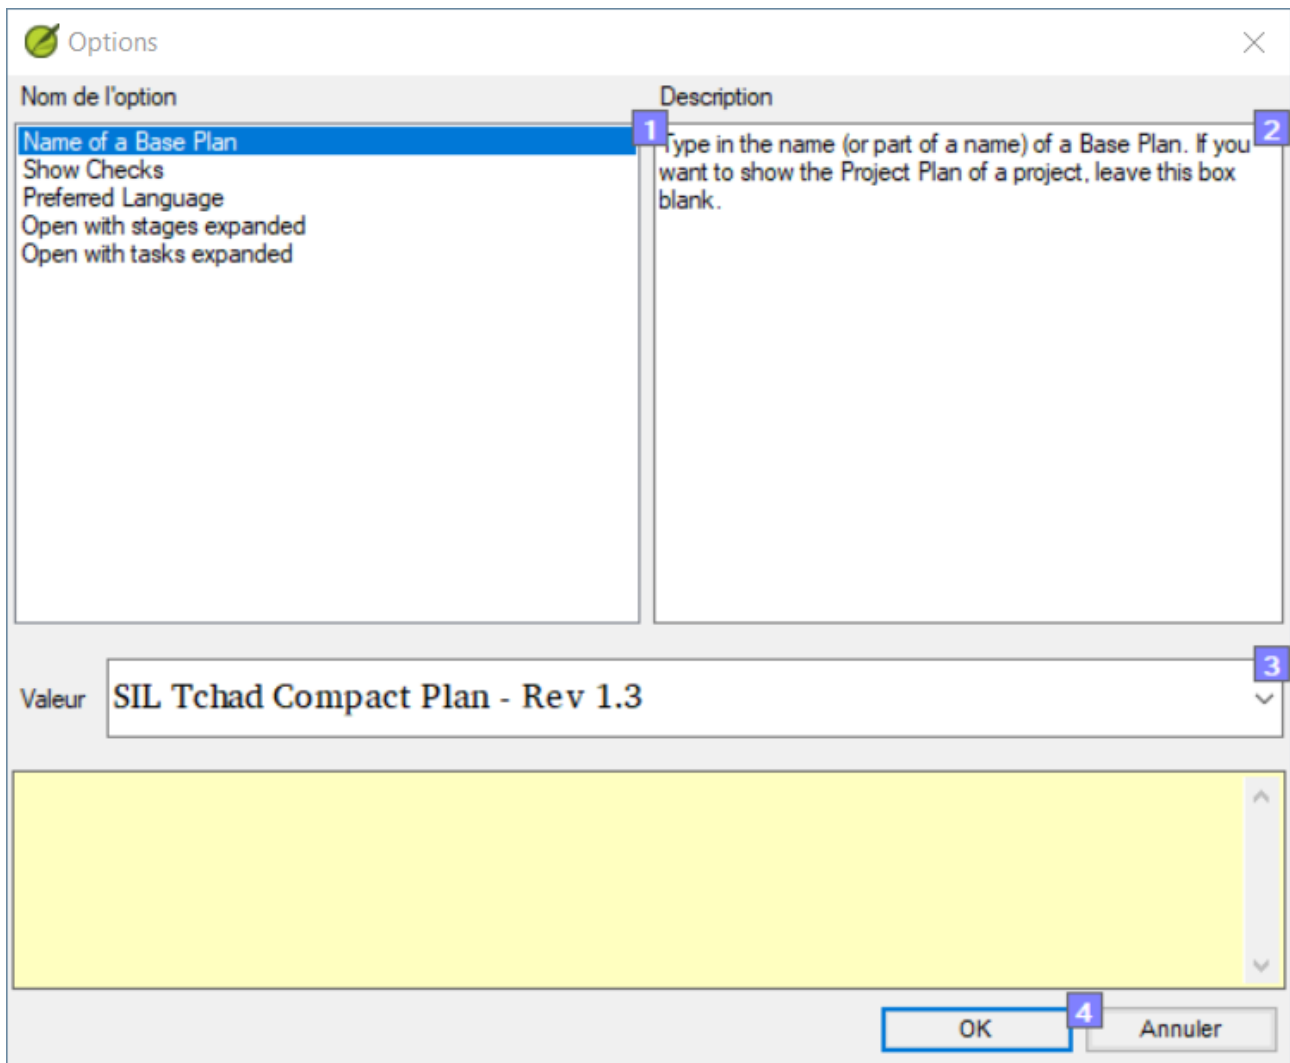 Options
Nom de l'option
Description
1
2
Name of a Base Plan
Show Checks
Preferred Language
Open with stages expanded
Open with tasks expanded
Type in the name (or part of a name) of a Base Plan. If you
want to show the Project Plan of a project, leave this box
blank.
3
Valeur
SIL Tchad Compact Plan - Rev 1.3
4
OK
Annuler